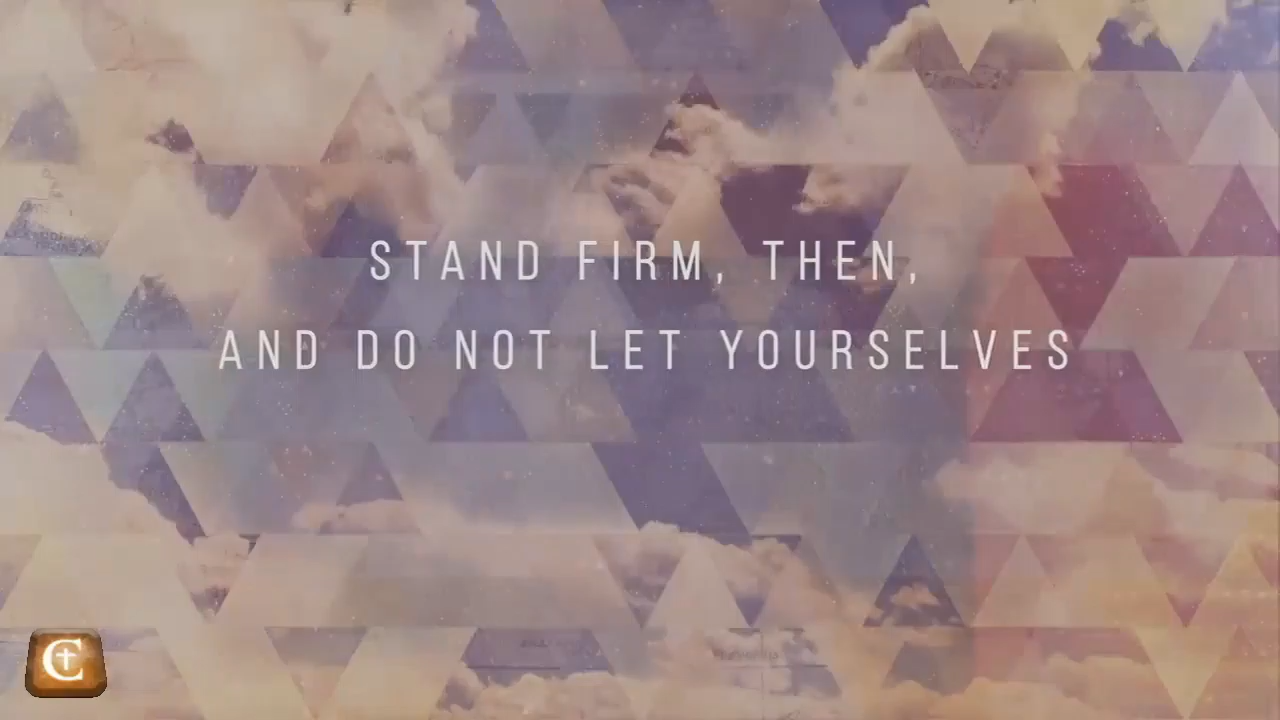 STAND FIRM, THEN,
AND DO NOT LET YOURSELVES
C